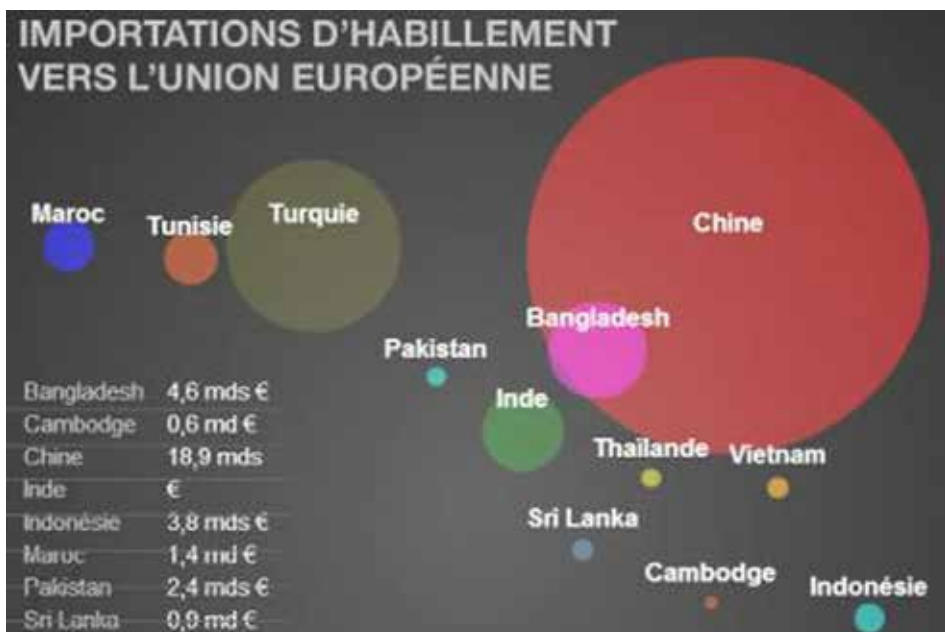 IMPORTATIONS D'HABILLEMENT
VERS L'UNION EUROPÉENNE
Maroc
Tunisie
Turquie
Chine
Bangladesh
Pakistan
Inde
Thaïlande
Vietnam
Sri Lanka
Cambodge
Indonésie
Bangladesh 4,6 mds €
Cambodge 0,6 md €
Chine 18,9 mds
Inde €
Indonésie 3,8 mds €
Maroc 1,4 md €
Pakistan 2,4 mds €
Sri Lanka 0,9 md €